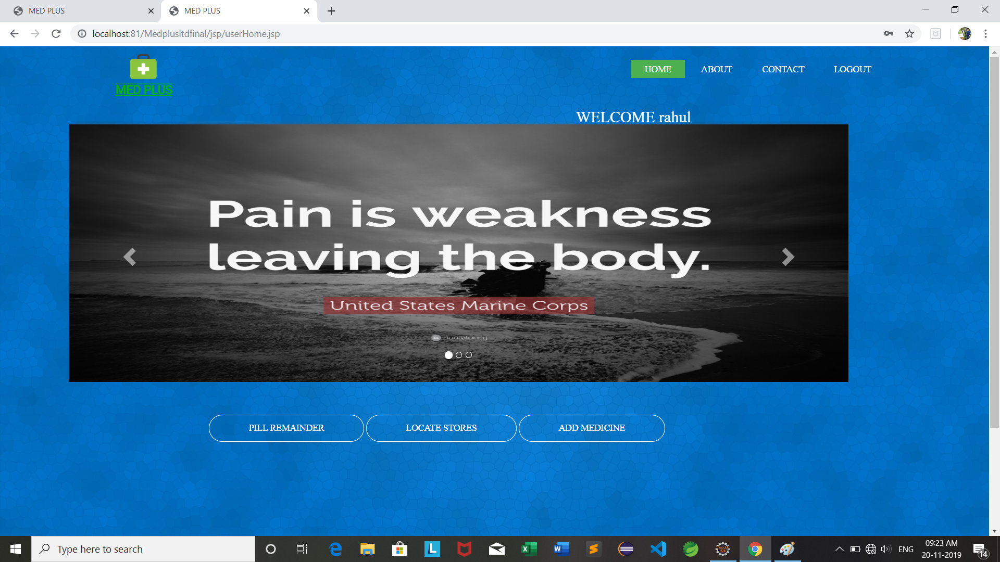 MED PLUS
MED PLUS
localhost:81/Medplusltdfinal/jsp/userHome.jsp
MED PLUS
HOME ABOUT CONTACT LOGOUT
WELCOME rahul
Pain is weakness
leaving the body.
United States Marine Corps
quotefancy
PILL REMAINDER LOCATE STORES ADD MEDICINE
Type here to search
ENG
09:23 AM
20-11-2019
14